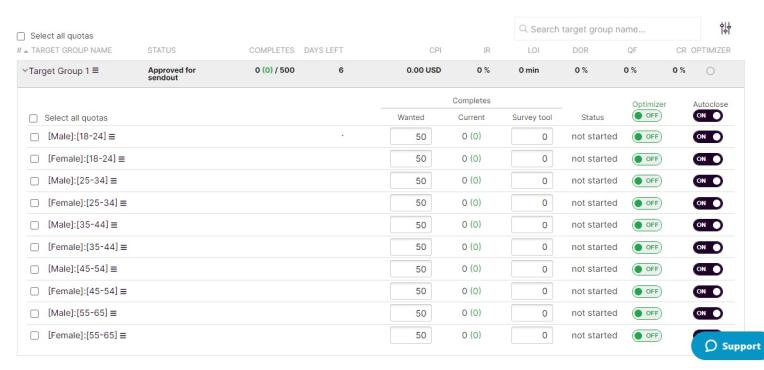 Search target group name...
Select all quotas
# TARGET GROUP NAME STATUS COMPLETES DAYS LEFT CPI IR LOI DOR QF CR OPTIMIZER
Target Group 1 Approved for sendout 0 (0) / 500 6 0.00 USD 0 % 0 min 0 % 0 % 0 %
Completes Optimizer Autoclose
Select all quotas Wanted Current Survey tool Status OFF ON
[Male]:[18-24] 50 0 (0) 0 not started OFF ON
[Female]:[18-24] 50 0 (0) 0 not started OFF ON
[Male]:[25-34] 50 0 (0) 0 not started OFF ON
[Female]:[25-34] 50 0 (0) 0 not started OFF ON
[Male]:[35-44] 50 0 (0) 0 not started OFF ON
[Female]:[35-44] 50 0 (0) 0 not started OFF ON
[Male]:[45-54] 50 0 (0) 0 not started OFF ON
[Female]:[45-54] 50 0 (0) 0 not started OFF ON
[Male]:[55-65] 50 0 (0) 0 not started OFF ON
[Female]:[55-65] 50 0 (0) 0 not started OFF
Support